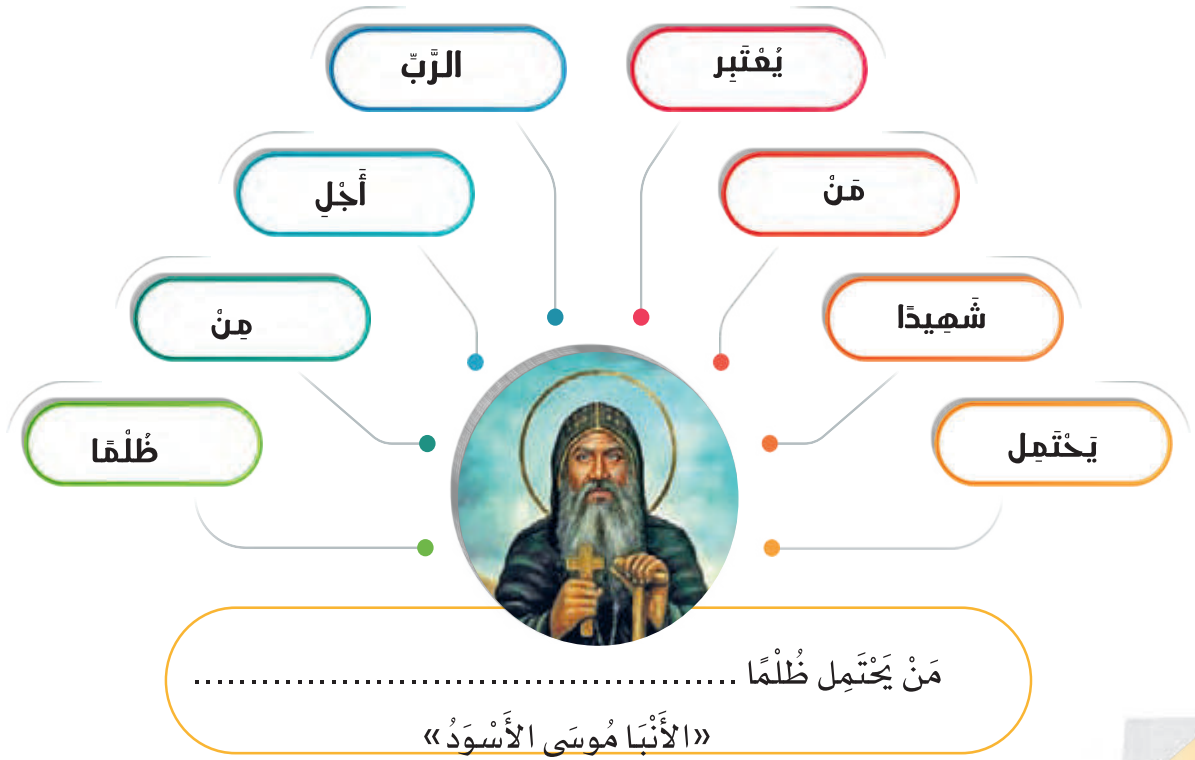 يُعْتَبِر
الرَّبِّ
مَنْ
أَجْلِ
شَهِيدًا
مِنْ
يَحْتَمِل
ظُلْمًا
مَنْ يَحْتَمِل ظُلْمًا ................................................
«الأَنْبَا مُوسَى الأَسْوَدُ»